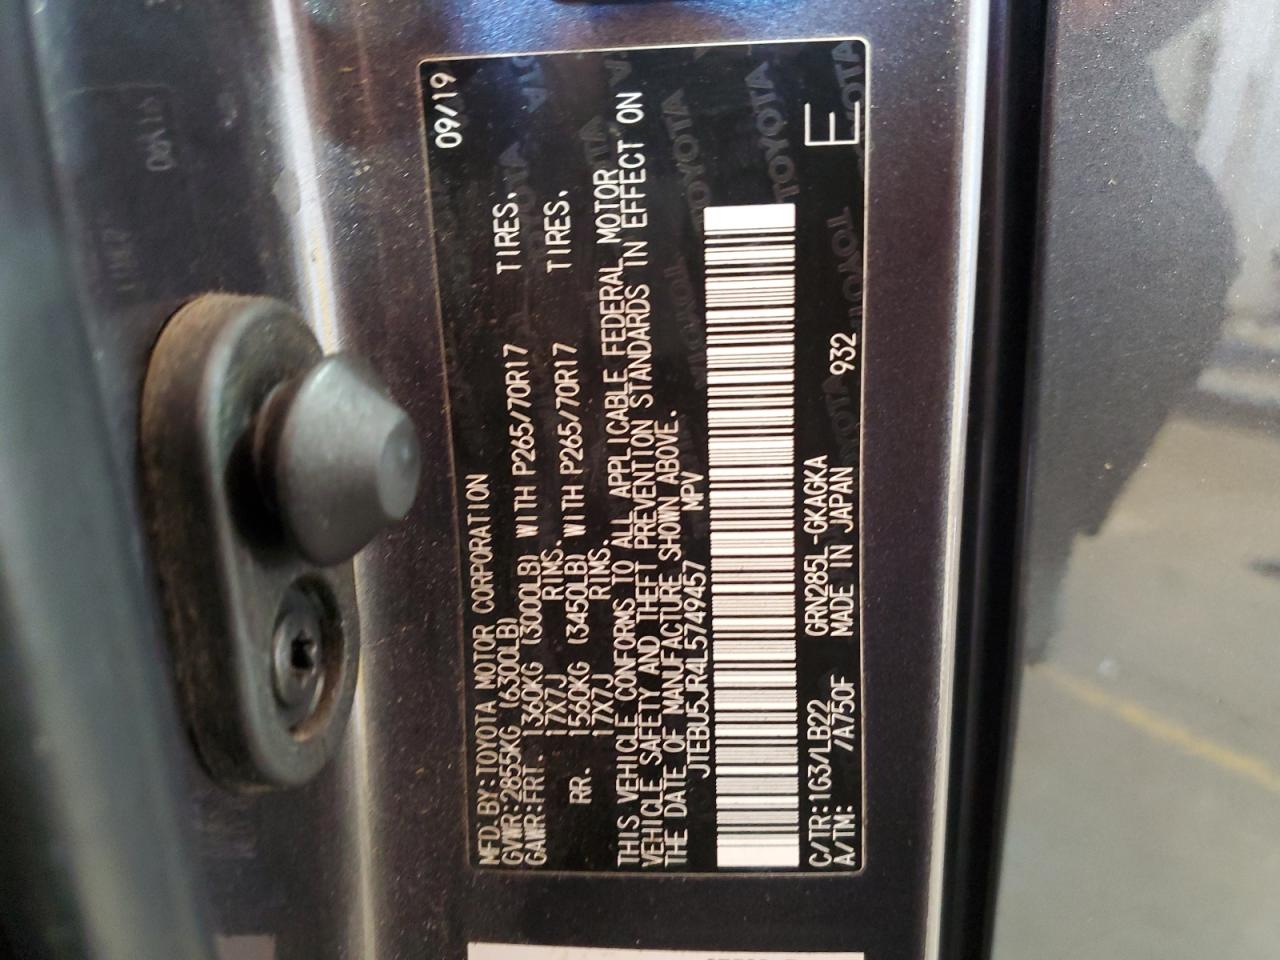 MFD. BY: TOYOTA MOTOR CORPORATION 09/19
GVWR: 2855KG (6300LB)
GAWR: FRT. 1360KG (3000LB) WITH P265/70R17 TIRES,
17X7J RIMS.
RR. 1560KG (3450LB) WITH P265/70R17 TIRES,
17X7J RIMS.
THIS VEHICLE CONFORMS TO ALL APPLICABLE FEDERAL MOTOR
VEHICLE SAFETY AND THEFT PREVENTION STANDARDS IN EFFECT ON
THE DATE OF MANUFACTURE SHOWN ABOVE.
JTEBU5JR4L5749457 MPV
C/TR: 1G3/LB22 GRN285L-GKAGKA 932
A/TM: /A750F MADE IN JAPAN
E
TOYOTA